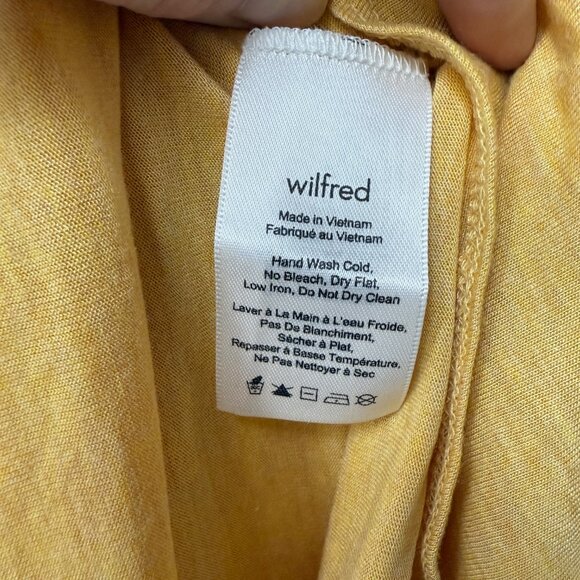 wilfred
Made in Vietnam
Fabriqué au Vietnam
Hand Wash Cold,
No Bleach, Dry Flat,
Low Iron, Do Not Dry Clean
Laver à La Main à L'eau Froide,
Pas De Blanchiment,
Sècher à Plat,
Repasser à Basse Température,
Ne Pas Nettoyer à Sec